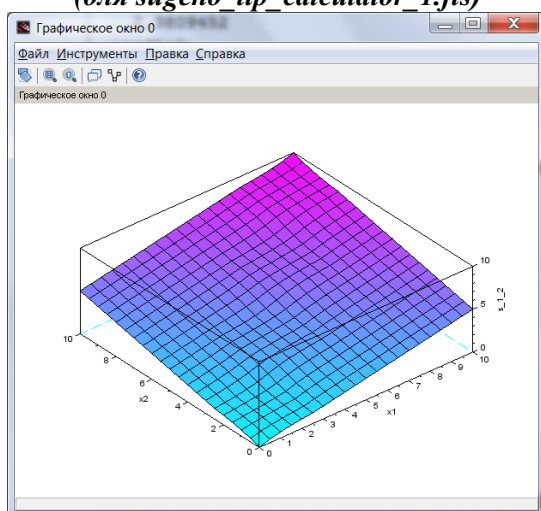 (для sugeno_tip_calculator_1.fis)
Графическое окно 0
Файл Инструменты Правка Справка
Графическое окно 0
10
5
0
s_1_2
10
8
6
4
2
0
x2
0
1
2
3
4
5
6
7
8
9
10
x1